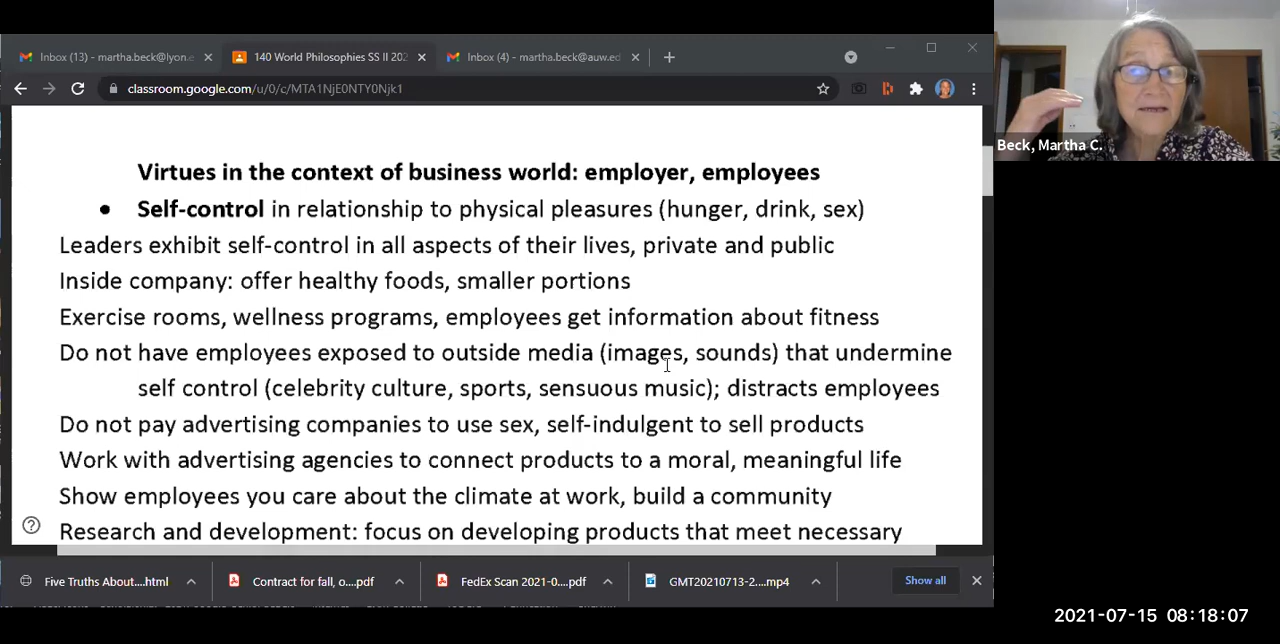 Inbox (13) - martha.beck@lyon.e
140 World Philosophies SS II 202
Inbox (4) - martha.beck@auw.ed
classroom.google.com/u/0/c/MTA1NjE0NTY0Njk1
Beck, Martha C.
Virtues in the context of business world: employer, employees
• Self-control in relationship to physical pleasures (hunger, drink, sex)
Leaders exhibit self-control in all aspects of their lives, private and public
Inside company: offer healthy foods, smaller portions
Exercise rooms, wellness programs, employees get information about fitness
Do not have employees exposed to outside media (images, sounds) that undermine
self control (celebrity culture, sports, sensuous music); distracts employees
Do not pay advertising companies to use sex, self-indulgent to sell products
Work with advertising agencies to connect products to a moral, meaningful life
Show employees you care about the climate at work, build a community
Research and development: focus on developing products that meet necessary
Five Truths About....html
Contract for fall, o....pdf
FedEx Scan 2021-0....pdf
GMT20210713-2....mp4
Show all
2021-07-15 08:18:07